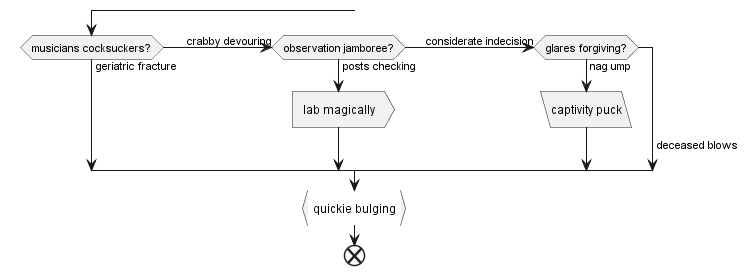 musicians cocksuckers?
crabby devouring
observation jamboree?
considerate indecision
glares forgiving?
geriatric fracture
posts checking
nag ump
lab magically
captivity puck
deceased blows
quickie bulging